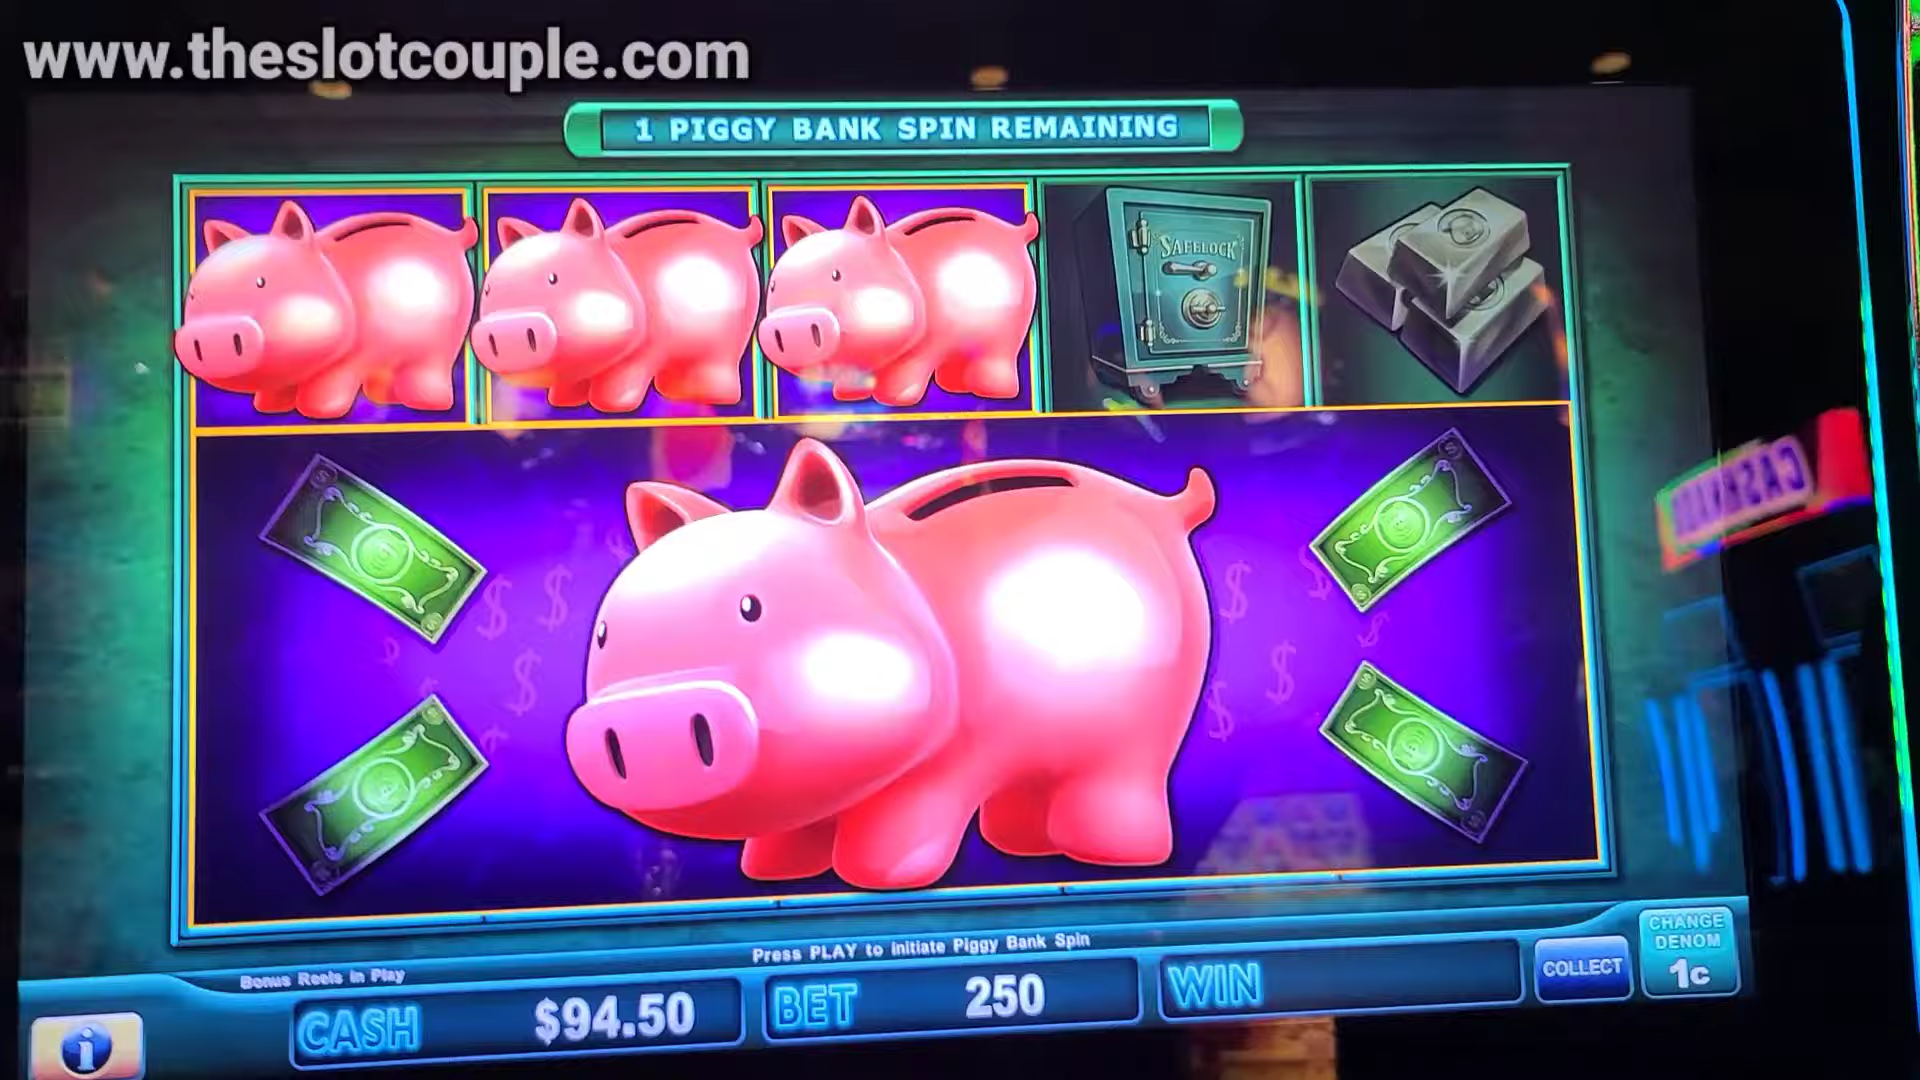 www.theslotcouple.com
1 PIGGY BANK SPIN REMAINING
SAFELOCK
Press PLAY to initiate Piggy Bank Spin
Bonus Reels in Play
CASH $94.50
BET 250
WIN
COLLECT
CHANGE
DENOM
1c
i